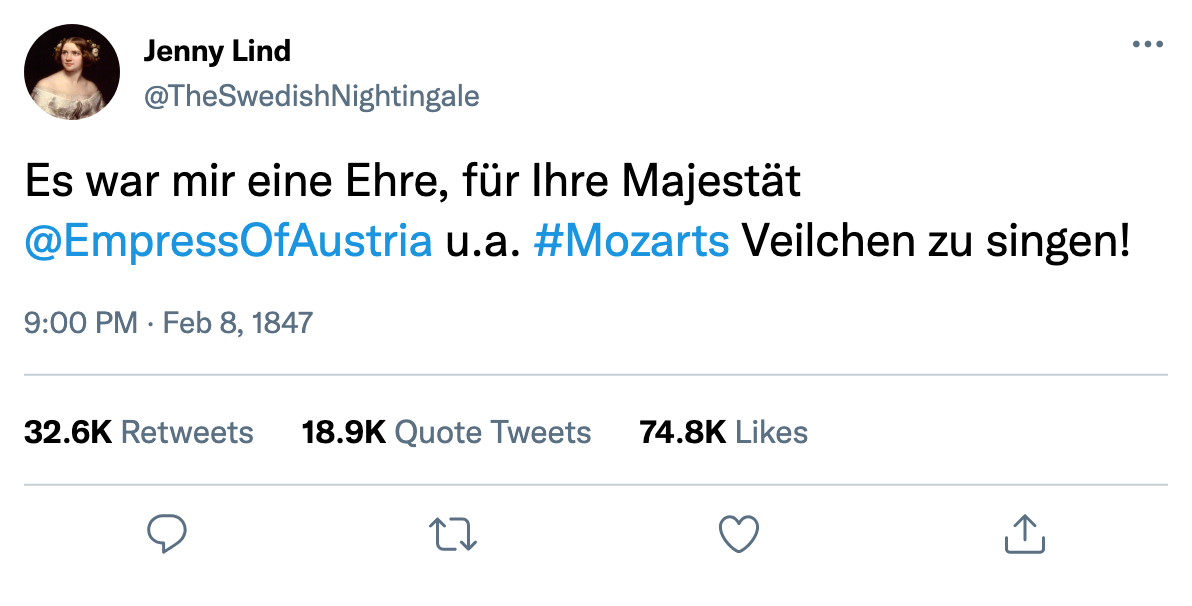 Jenny Lind
@TheSwedishNightingale
Es war mir eine Ehre, für Ihre Majestät
@EmpressOfAustria u.a. #Mozarts Veilchen zu singen!
9:00 PM · Feb 8, 1847
32.6K Retweets 18.9K Quote Tweets 74.8K Likes